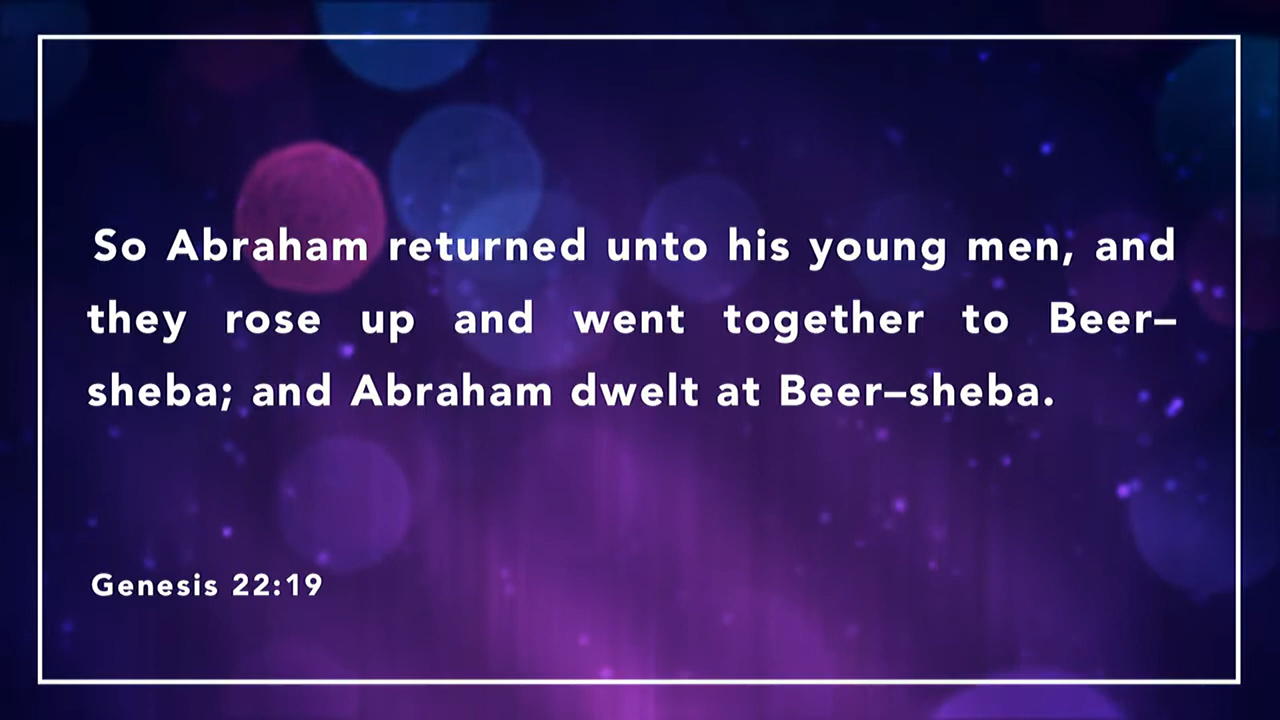 So Abraham returned unto his young men, and
they rose up and went together to Beer–
sheba; and Abraham dwelt at Beer–sheba.
Genesis 22:19